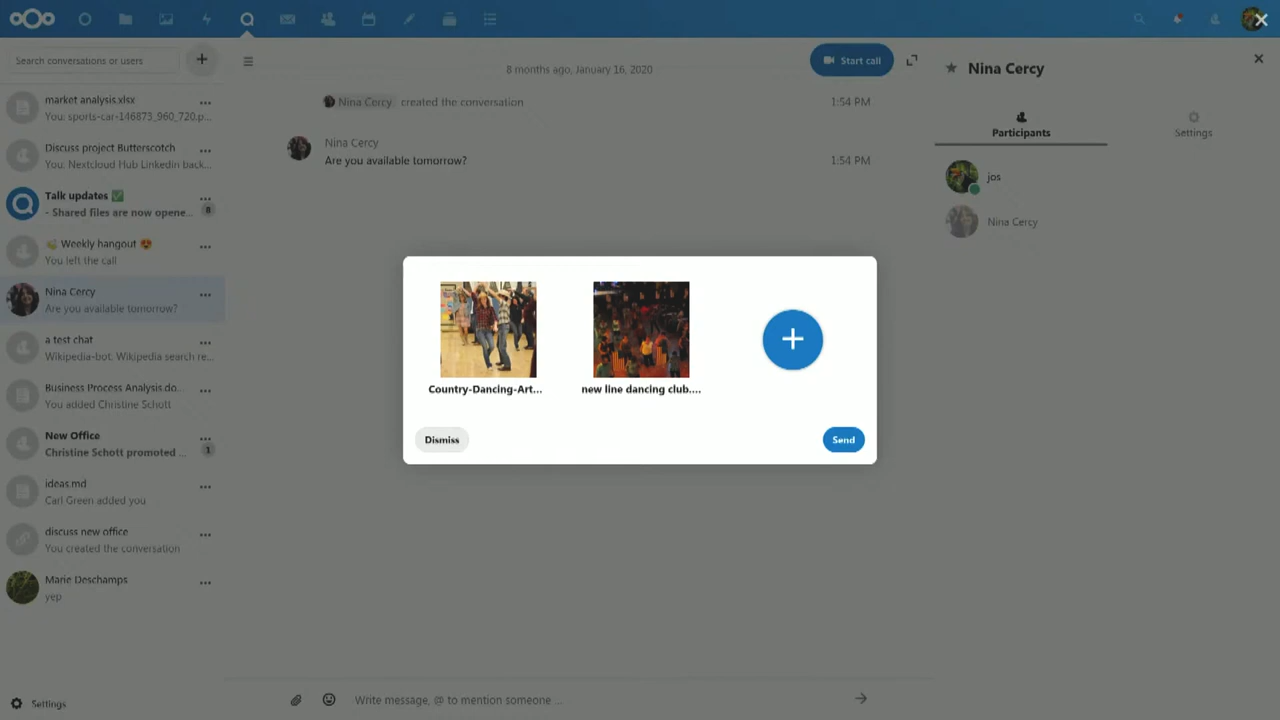 Search conversations or users
market analysis.xlsx
You: sports-car-146873_960_720.p...
Discuss project Butterscotch
You: Nextcloud Hub Linkedin back...
Talk updates ✅
- Shared files are now opene...
8
👋 Weekly hangout 😍
You left the call
Nina Cercy
Are you available tomorrow?
a test chat
Wikipedia-bot: Wikipedia search re...
Business Process Analysis.do...
You added Christine Schott
New Office
Christine Schott promoted ...
1
ideas.md
Carl Green added you
discuss new office
You created the conversation
Marie Deschamps
yep
Settings
8 months ago, January 16, 2020
Start call
Nina Cercy created the conversation
1:54 PM
Nina Cercy
Are you available tomorrow?
1:54 PM
Country-Dancing-Art...
new line dancing club....
Dismiss
Send
Write message, @ to mention someone ...
Nina Cercy
Participants
Settings
jos
Nina Cercy